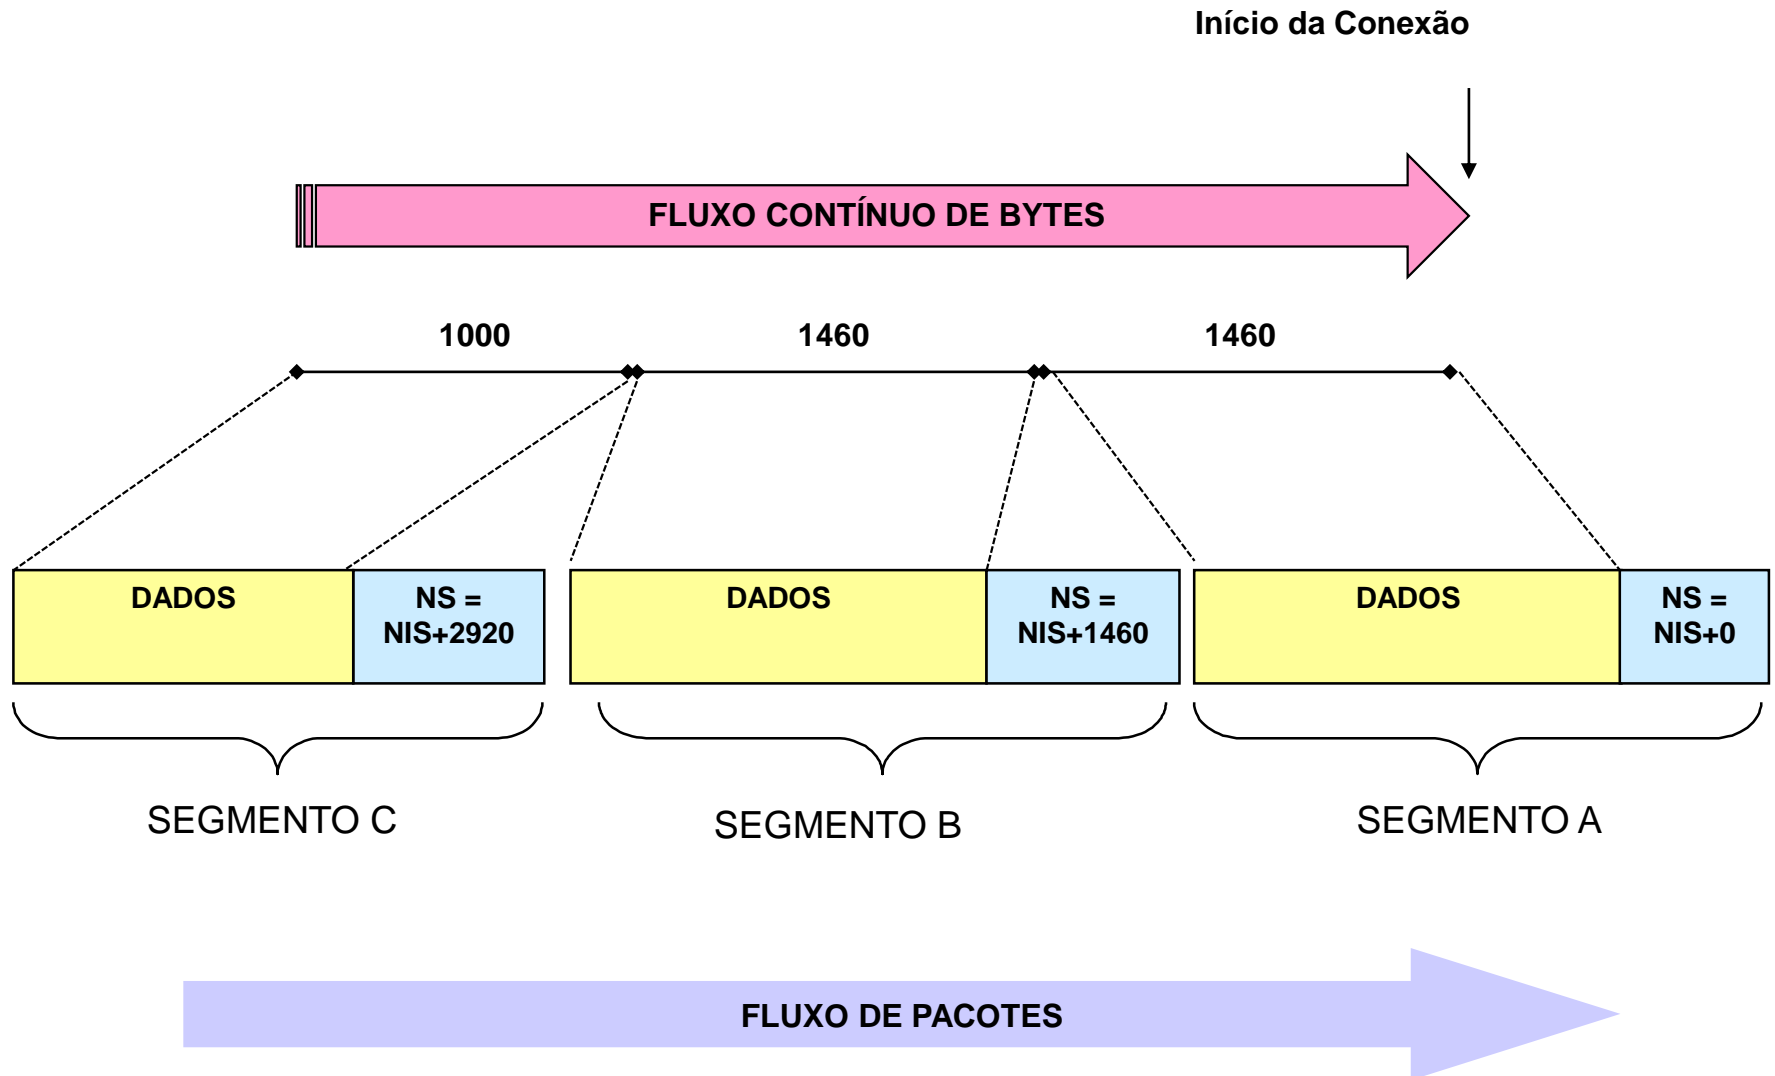 Início da Conexão
FLUXO CONTÍNUO DE BYTES
1000
1460
1460
DADOS
NS =
NIS+2920
DADOS
NS =
NIS+1460
DADOS
NS =
NIS+0
SEGMENTO C
SEGMENTO B
SEGMENTO A
FLUXO DE PACOTES